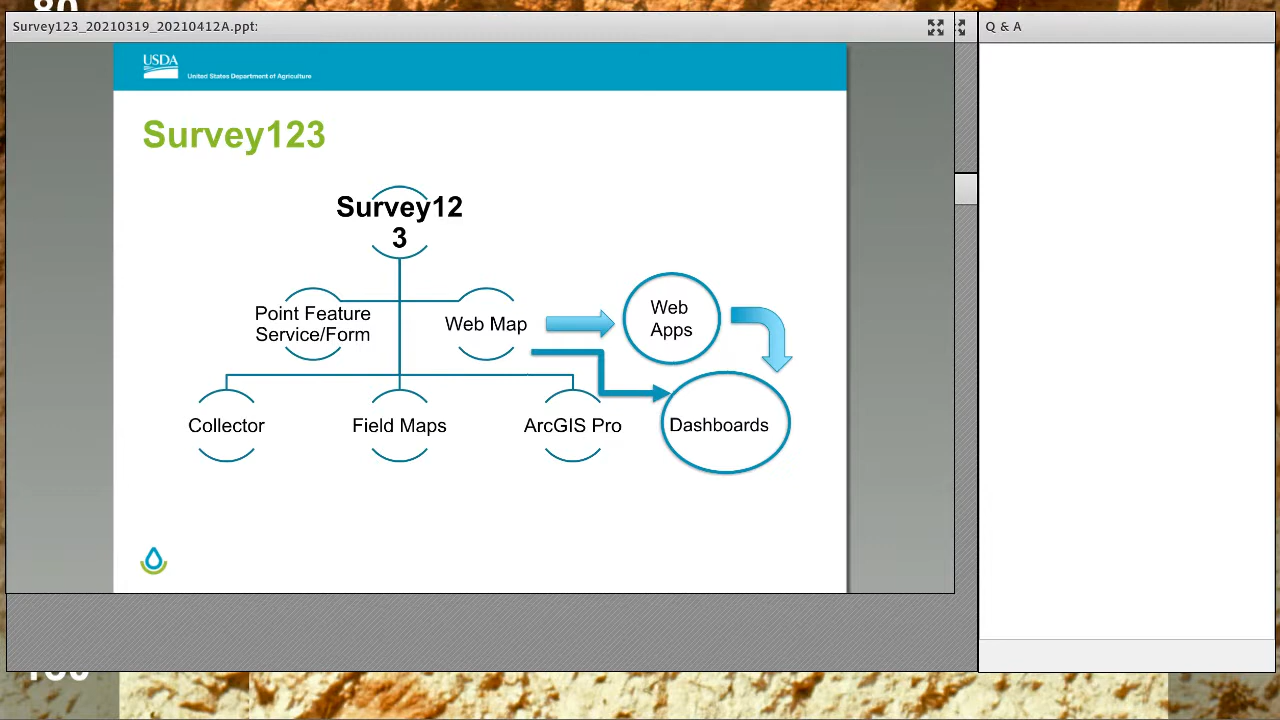 80
Survey123_20210319_20210412A.ppt:
Q & A
USDA
United States Department of Agriculture
Survey123
Survey12
3
Point Feature
Service/Form
Web Map
Web
Apps
Collector
Field Maps
ArcGIS Pro
Dashboards